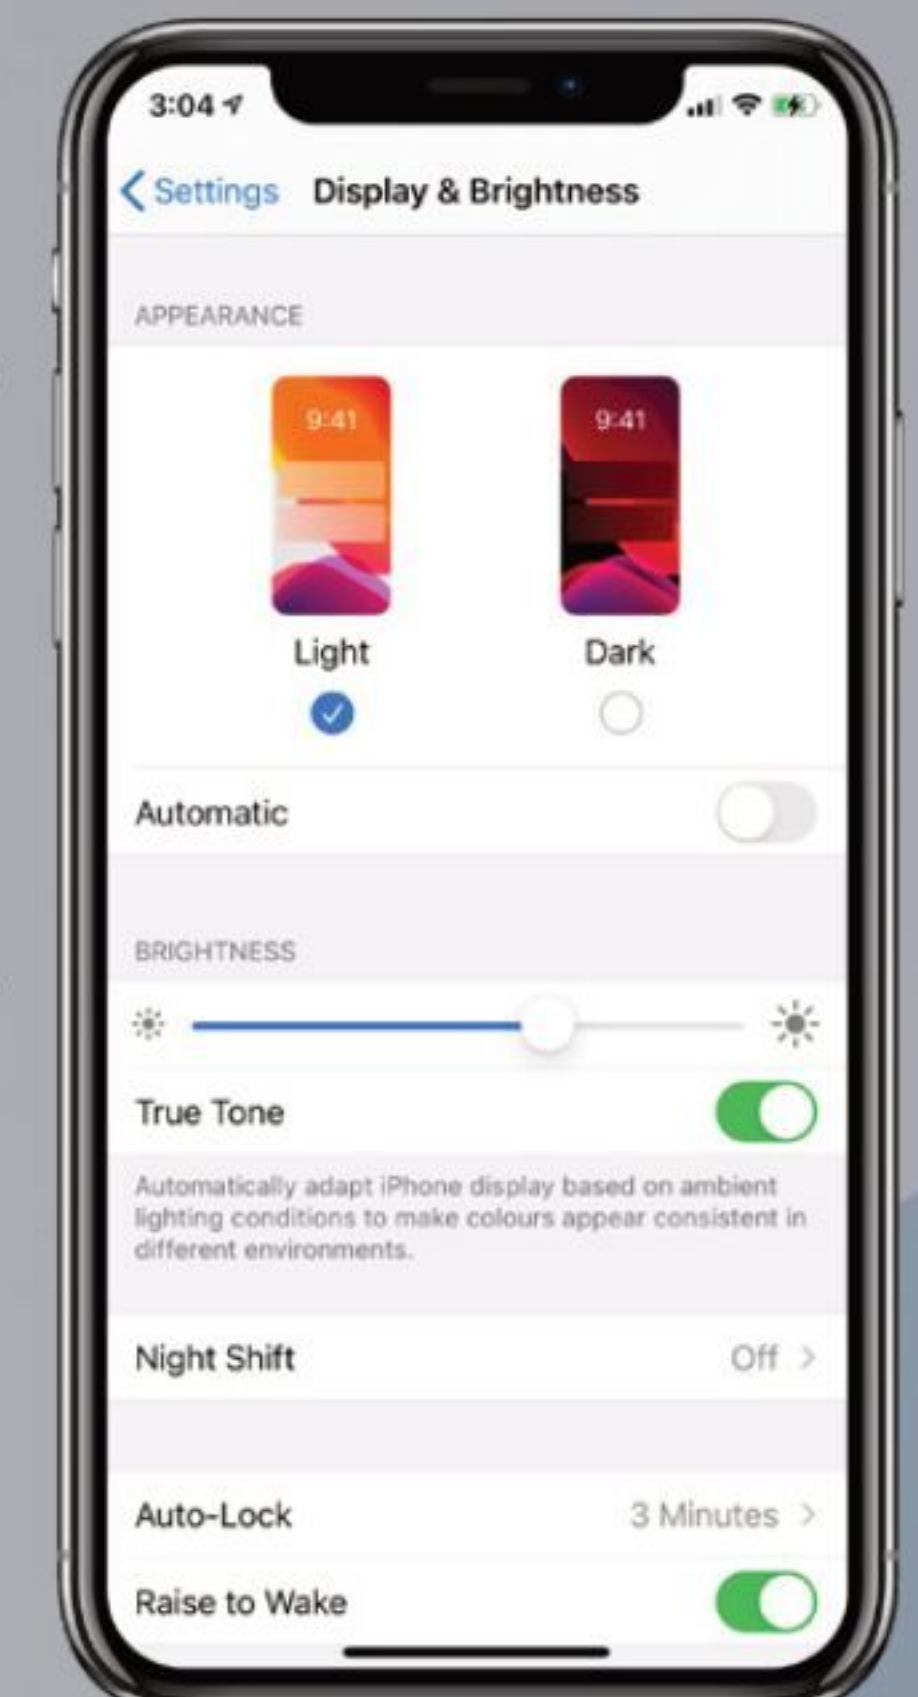 3:04
Settings Display & Brightness
APPEARANCE
9:41 9:41
Light Dark
Automatic
BRIGHTNESS
True Tone
Automatically adapt iPhone display based on ambient
lighting conditions to make colours appear consistent in
different environments.
Night Shift Off
Auto-Lock 3 Minutes
Raise to Wake